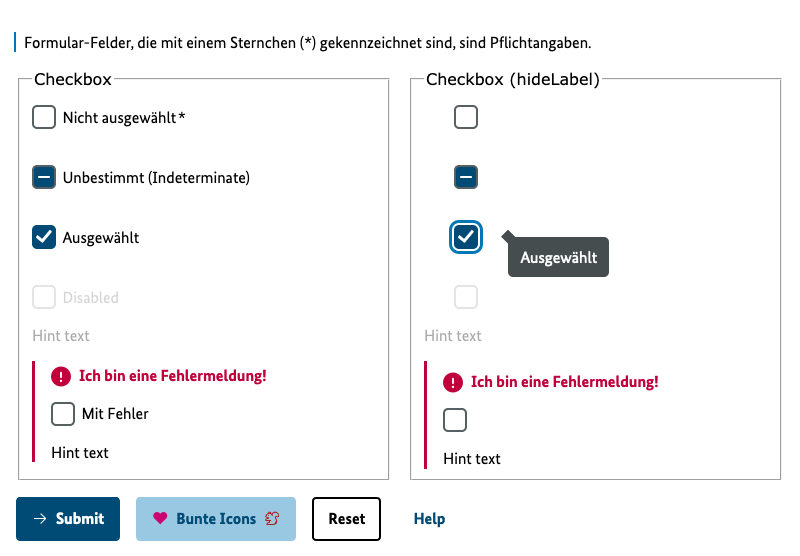 Formular-Felder, die mit einem Sternchen (*) gekennzeichnet sind, sind Pflichtangaben.
Checkbox
Nicht ausgewählt*
Unbestimmt (Indeterminate)
Ausgewählt
Disabled
Hint text
Ich bin eine Fehlermeldung!
Mit Fehler
Hint text
Checkbox (hideLabel)
Ausgewählt
Hint text
Ich bin eine Fehlermeldung!
Hint text
Submit
Bunte Icons
Reset
Help